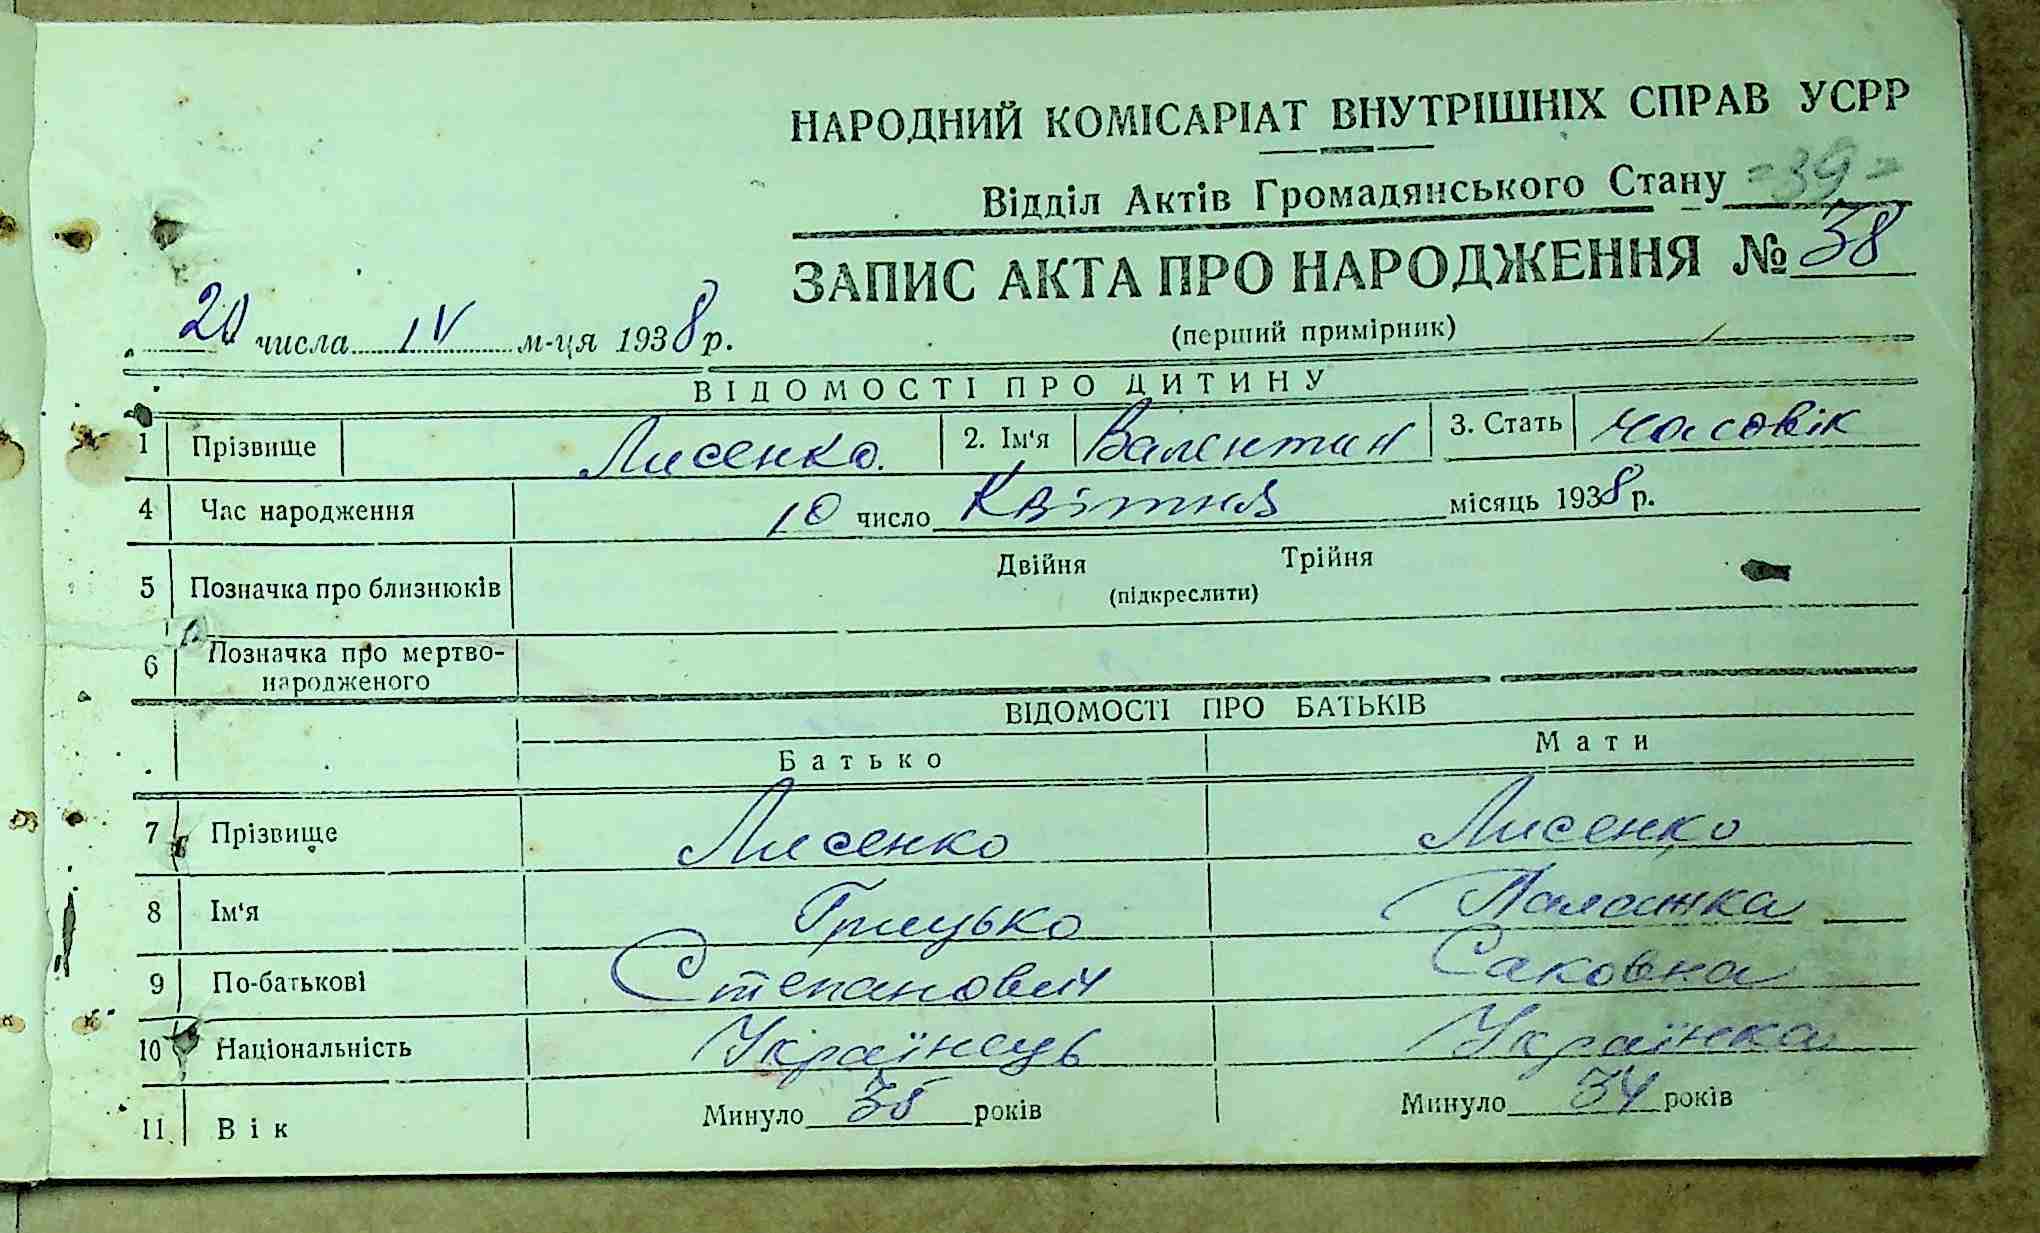 НАРОДНИЙ КОМІСАРІАТ ВНУТРІШНІХ СПРАВ УСРР
Відділ Актів Громадянського Стану -39-
ЗАПИС АКТА ПРО НАРОДЖЕННЯ № 38
(перший примірник)
20 числа IV м-ця 1938 р.
ВІДОМОСТІ ПРО ДИТИНУ
1 Прізвище Лисенко. 2. Ім'я Валентин 3. Стать чоловік
4 Час народження 10 число Квітня місяць 1938 р.
5 Позначка про близнюків Двійня Трійня
(підкреслити)
6 Позначка про мертво-
народженого
ВІДОМОСТІ ПРО БАТЬКІВ
Батько Мати
7 Прізвище Лисенко Лисенко
8 Ім'я Грицько Палажка
9 По-батькові Степанович Саковна
10 Національність Українець Українка
11 Вік Минуло 35 років Минуло 34 років